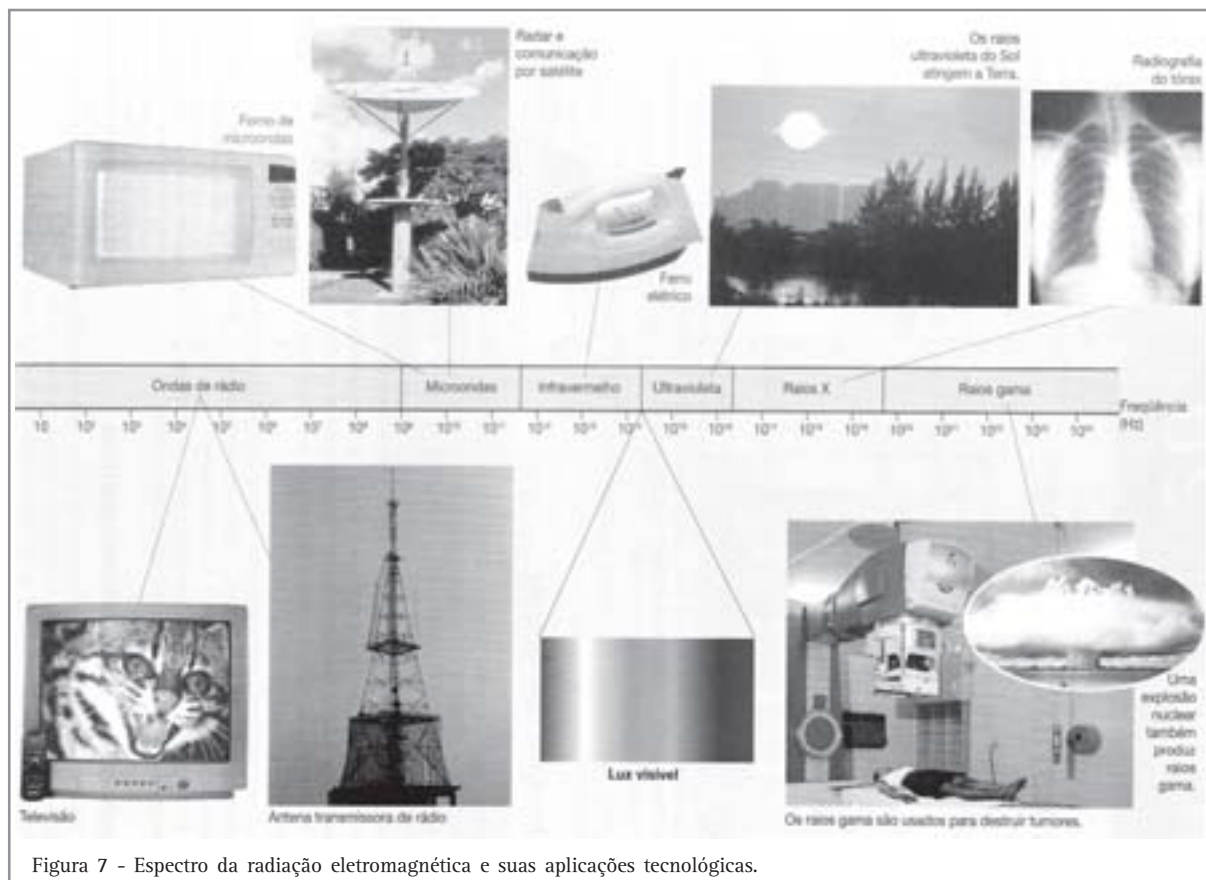 Forno de
microondas
Radar e
comunicação
por satélite
Ferro
elétrico
Os raios
ultravioleta do Sol
atingem a Terra.
Radiografia
do tórax
Ondas de rádio
Microondas
Infravermelho
Ultravioleta
Raios X
Raios gama
Freqüência
(Hz)
10
Televisão
Antena transmissora de rádio
Lux visível
Uma
explosão
nuclear
também
produz
raios
gama.
Os raios gama são usados para destruir tumores.
Figura 7 - Espectro da radiação eletromagnética e suas aplicações tecnológicas.